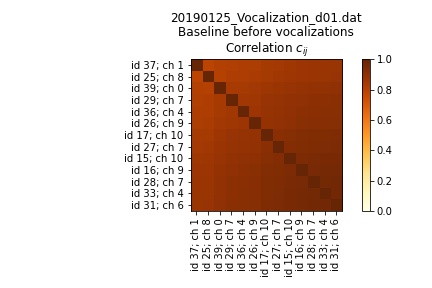 20190125_Vocalization_d01.dat
Baseline before vocalizations
Correlation c_{ij}
id 37; ch 1
id 25; ch 8
id 39; ch 0
id 29; ch 7
id 36; ch 4
id 26; ch 9
id 17; ch 10
id 27; ch 7
id 15; ch 10
id 16; ch 9
id 28; ch 7
id 33; ch 4
id 31; ch 6
id 37; ch 1
id 25; ch 8
id 39; ch 0
id 29; ch 7
id 36; ch 4
id 26; ch 9
id 17; ch 10
id 27; ch 7
id 15; ch 10
id 16; ch 9
id 28; ch 7
id 33; ch 4
id 31; ch 6
1.0
0.8
0.6
0.4
0.2
0.0